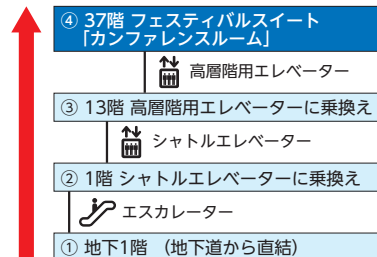 ④ 37階 フェスティバルスイート
「カンファレンスルーム」
高層階用エレベーター
③ 13階 高層階用エレベーターに乗換え
シャトルエレベーター
② 1階 シャトルエレベーターに乗換え
エスカレーター
① 地下1階 （地下道から直結）